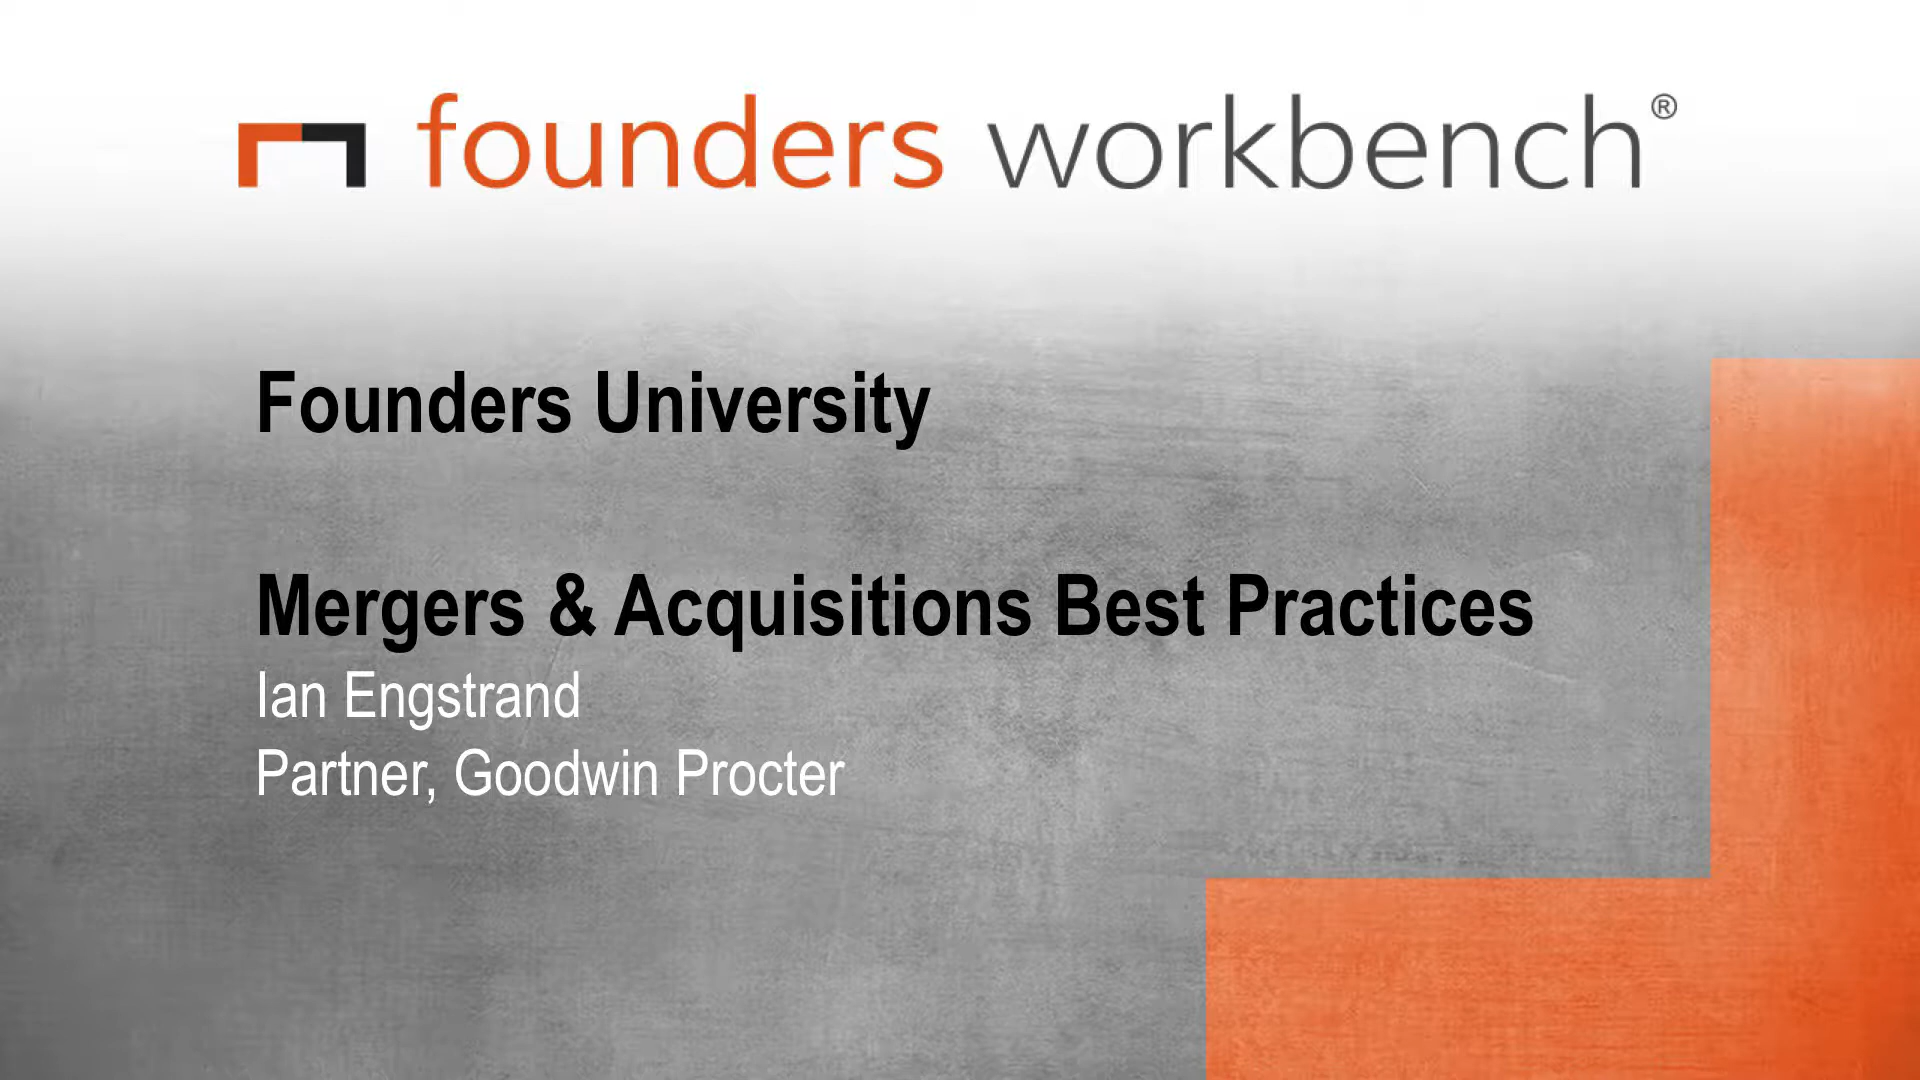 founders workbench®
Founders University
Mergers & Acquisitions Best Practices
Ian Engstrand
Partner, Goodwin Procter